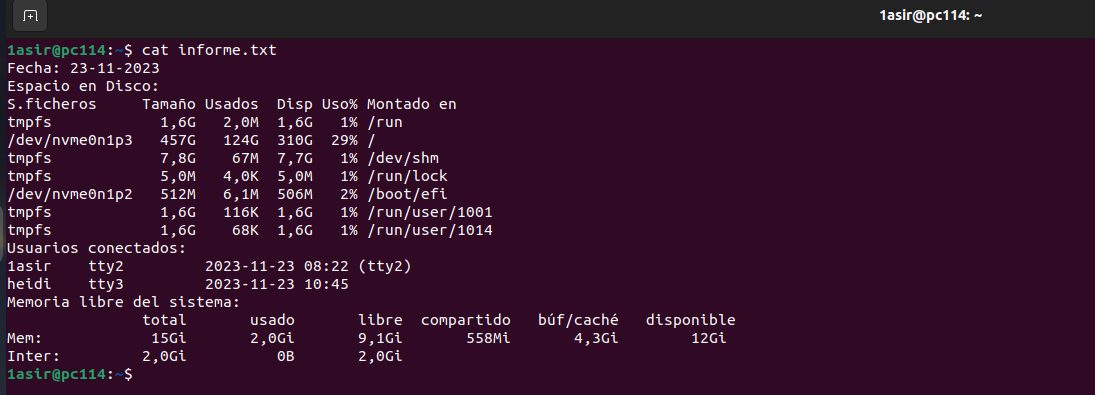 1asir@pc114: ~
1asir@pc114:~$ cat informe.txt
Fecha: 23-11-2023
Espacio en Disco:
S.ficheros     Tamaño Usados  Disp Uso% Montado en
tmpfs            1,6G   2,0M  1,6G   1% /run
/dev/nvme0n1p3   457G   124G  310G  29% /
tmpfs            7,8G    67M  7,7G   1% /dev/shm
tmpfs            5,0M   4,0K  5,0M   1% /run/lock
/dev/nvme0n1p2   512M   6,1M  506M   2% /boot/efi
tmpfs            1,6G   116K  1,6G   1% /run/user/1001
tmpfs            1,6G    68K  1,6G   1% /run/user/1014
Usuarios conectados:
1asir    tty2         2023-11-23 08:22 (tty2)
heidi    tty3         2023-11-23 10:45
Memoria libre del sistema:
               total       usado       libre  compartido   búf/caché   disponible
Mem:            15Gi       2,0Gi       9,1Gi       558Mi       4,3Gi        12Gi
Inter:         2,0Gi          0B       2,0Gi
1asir@pc114:~$